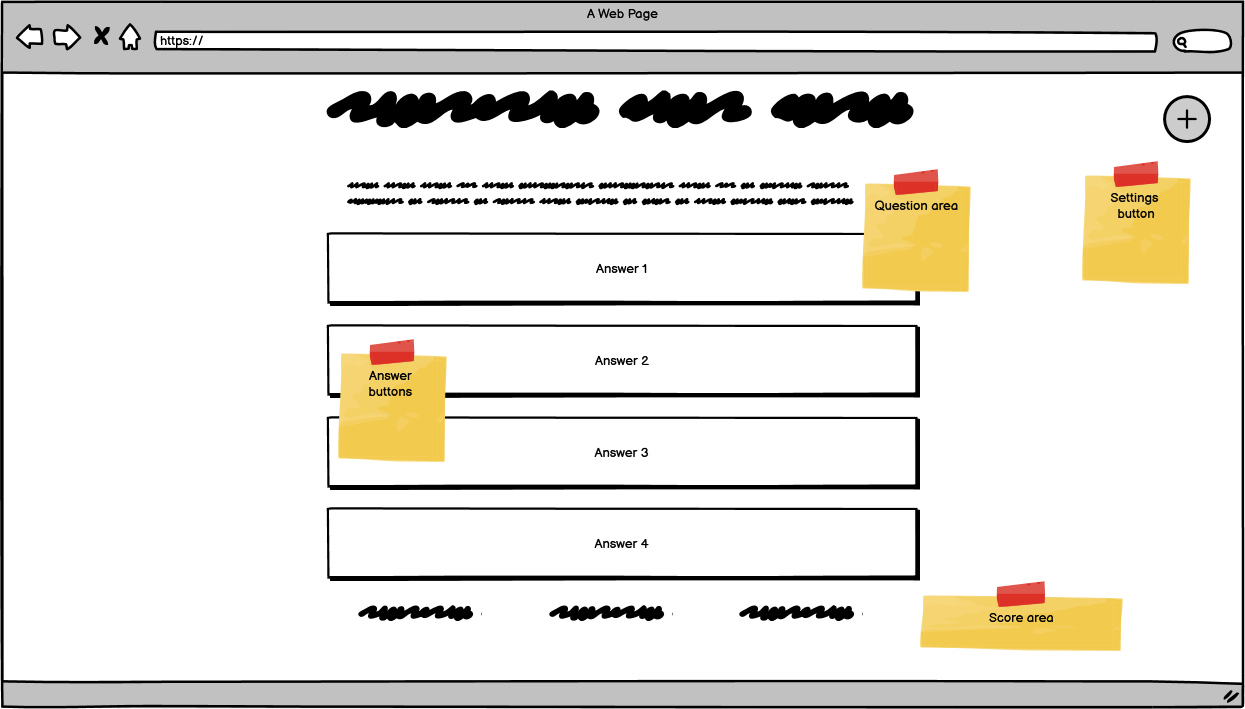 A Web Page
https://
Question area
Settings
button
Answer 1
Answer 2
Answer
buttons
Answer 3
Answer 4
Score area